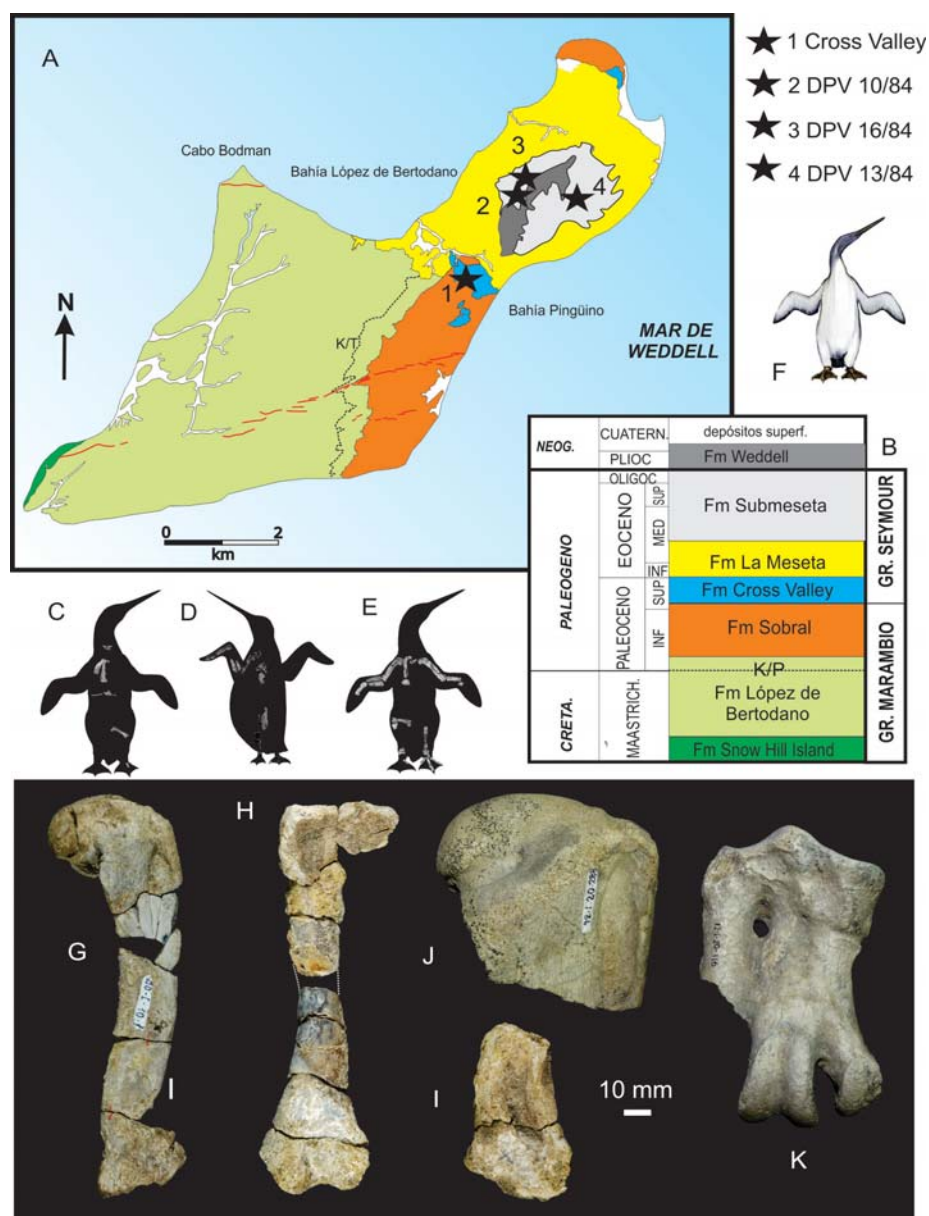 A
Cabo Bodman
Bahía López de Bertodano
3
2
4
1
N
K/T
Bahía Pingüino
MAR DE
WEDDELL
0 2
km
1 Cross Valley
2 DPV 10/84
3 DPV 16/84
4 DPV 13/84
F
B
NEOG.
CUATERN.
depósitos superf.
PLIOC
Fm Weddell
PALEOGENO
OLIGOC
EOCENO
SUP
MED
INF
Fm Submeseta
Fm La Meseta
GR. SEYMOUR
PALEOCENO
SUP
INF
Fm Cross Valley
Fm Sobral
K/P
CRETA.
MAASTRICH.
Fm López de
Bertodano
Fm Snow Hill Island
GR. MARAMBIO
C
D
E
G
H
J
I
10 mm
K